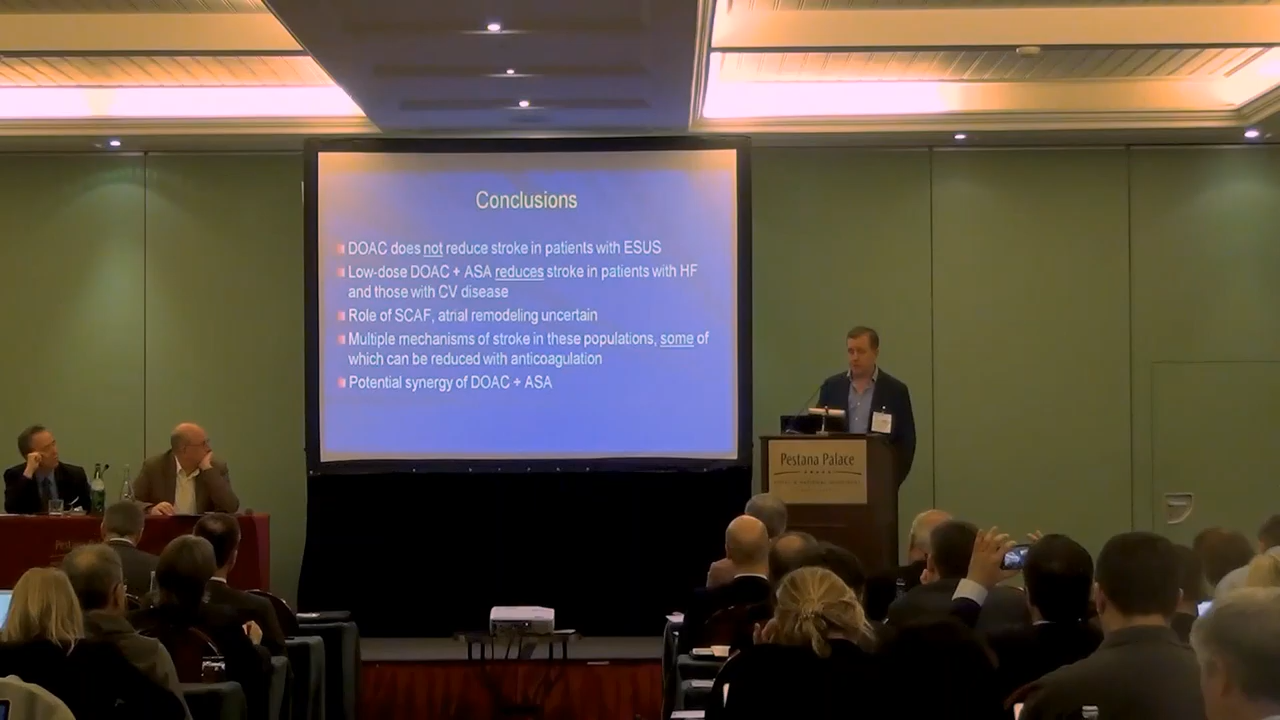 Conclusions
DOAC does not reduce stroke in patients with ESUS
Low-dose DOAC + ASA reduces stroke in patients with HF
and those with CV disease
Role of SCAF, atrial remodeling uncertain
Multiple mechanisms of stroke in these populations, some of
which can be reduced with anticoagulation
Potential synergy of DOAC + ASA
Pestana Palace
Pestana